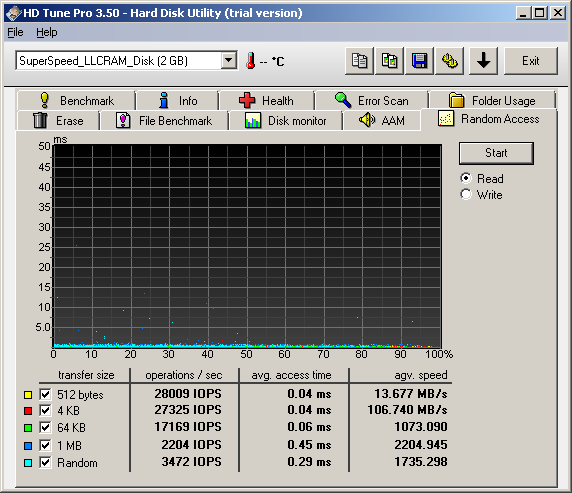 HD Tune Pro 3.50 - Hard Disk Utility (trial version)
File Help
SuperSpeed_LLCRAM_Disk (2 GB) -- °C Exit
Benchmark Info Health Error Scan Folder Usage
Erase File Benchmark Disk monitor AAM Random Access
ms
50
45
40
35
30
25
20
15
10
5.0
0 10 20 30 40 50 60 70 80 90 100%
Start
Read
Write
transfer size operations / sec avg. access time agv. speed
512 bytes 28009 IOPS 0.04 ms 13.677 MB/s
4 KB 27325 IOPS 0.04 ms 106.740 MB/s
64 KB 17169 IOPS 0.06 ms 1073.090
1 MB 2204 IOPS 0.45 ms 2204.945
Random 3472 IOPS 0.29 ms 1735.298